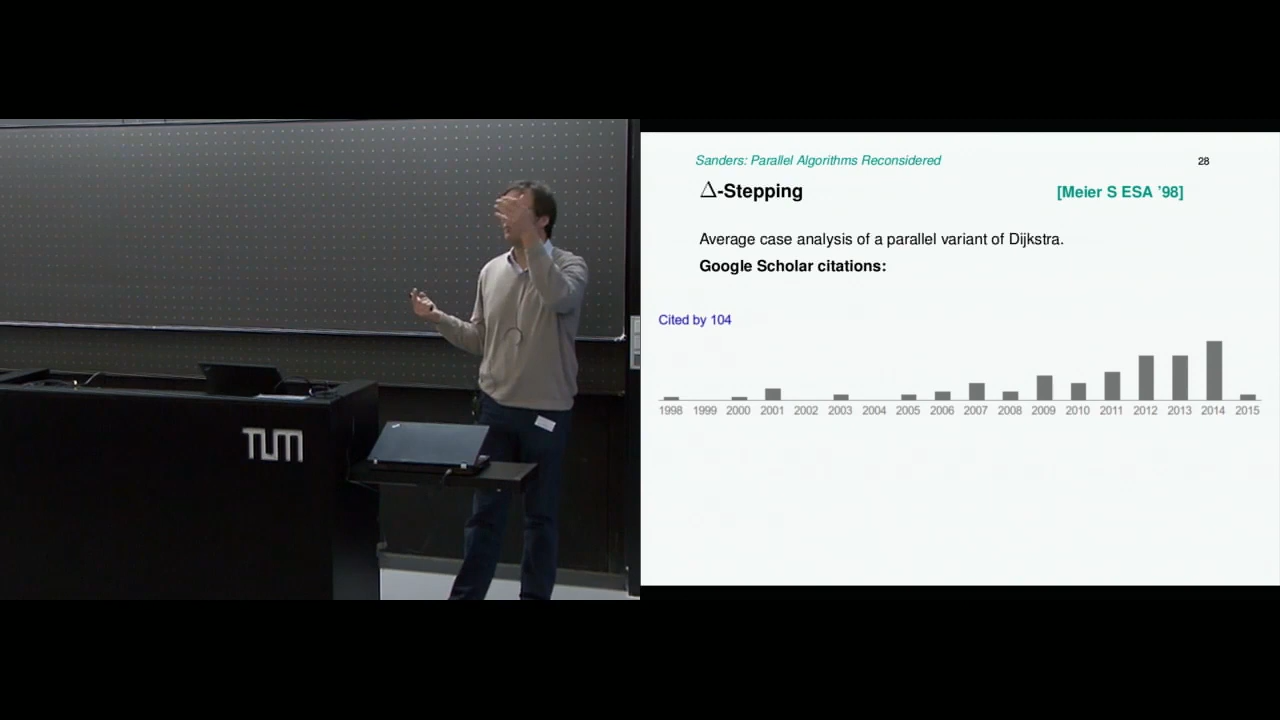 TUM
Sanders: Parallel Algorithms Reconsidered 28
Δ-Stepping [Meier S ESA '98]
Average case analysis of a parallel variant of Dijkstra.
Google Scholar citations:
Cited by 104
1998 1999 2000 2001 2002 2003 2004 2005 2006 2007 2008 2009 2010 2011 2012 2013 2014 2015